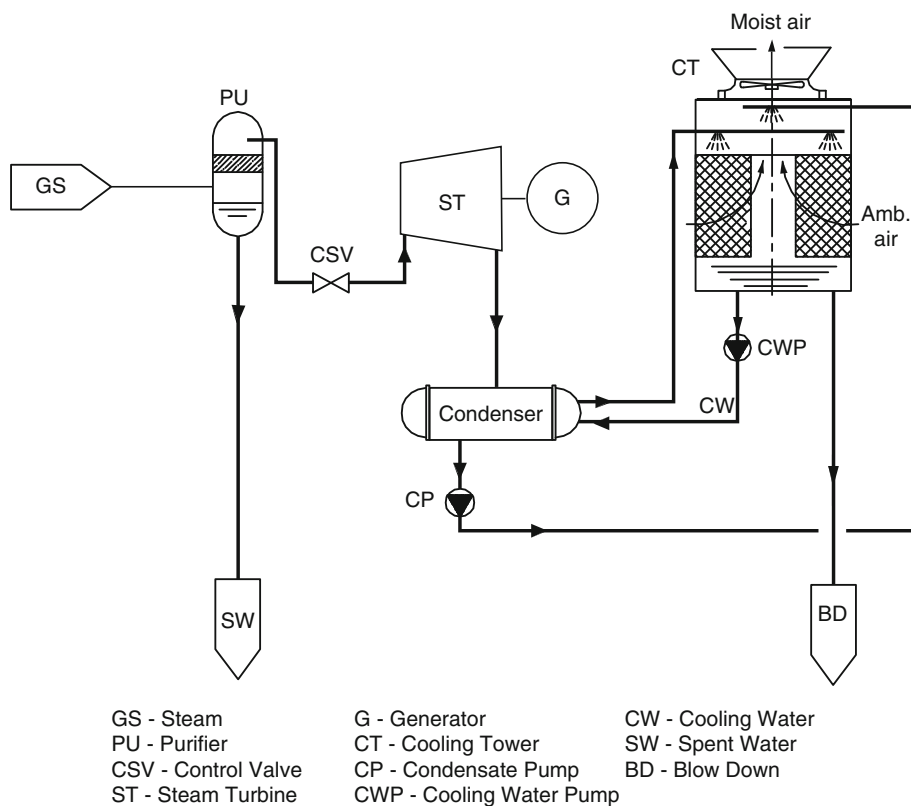 Moist air
CT
PU
GS
ST
G
Amb.
air
CSV
CWP
CW
Condenser
CP
SW
BD
GS - Steam
PU - Purifier
CSV - Control Valve
ST - Steam Turbine
G - Generator
CT - Cooling Tower
CP - Condensate Pump
CWP - Cooling Water Pump
CW - Cooling Water
SW - Spent Water
BD - Blow Down